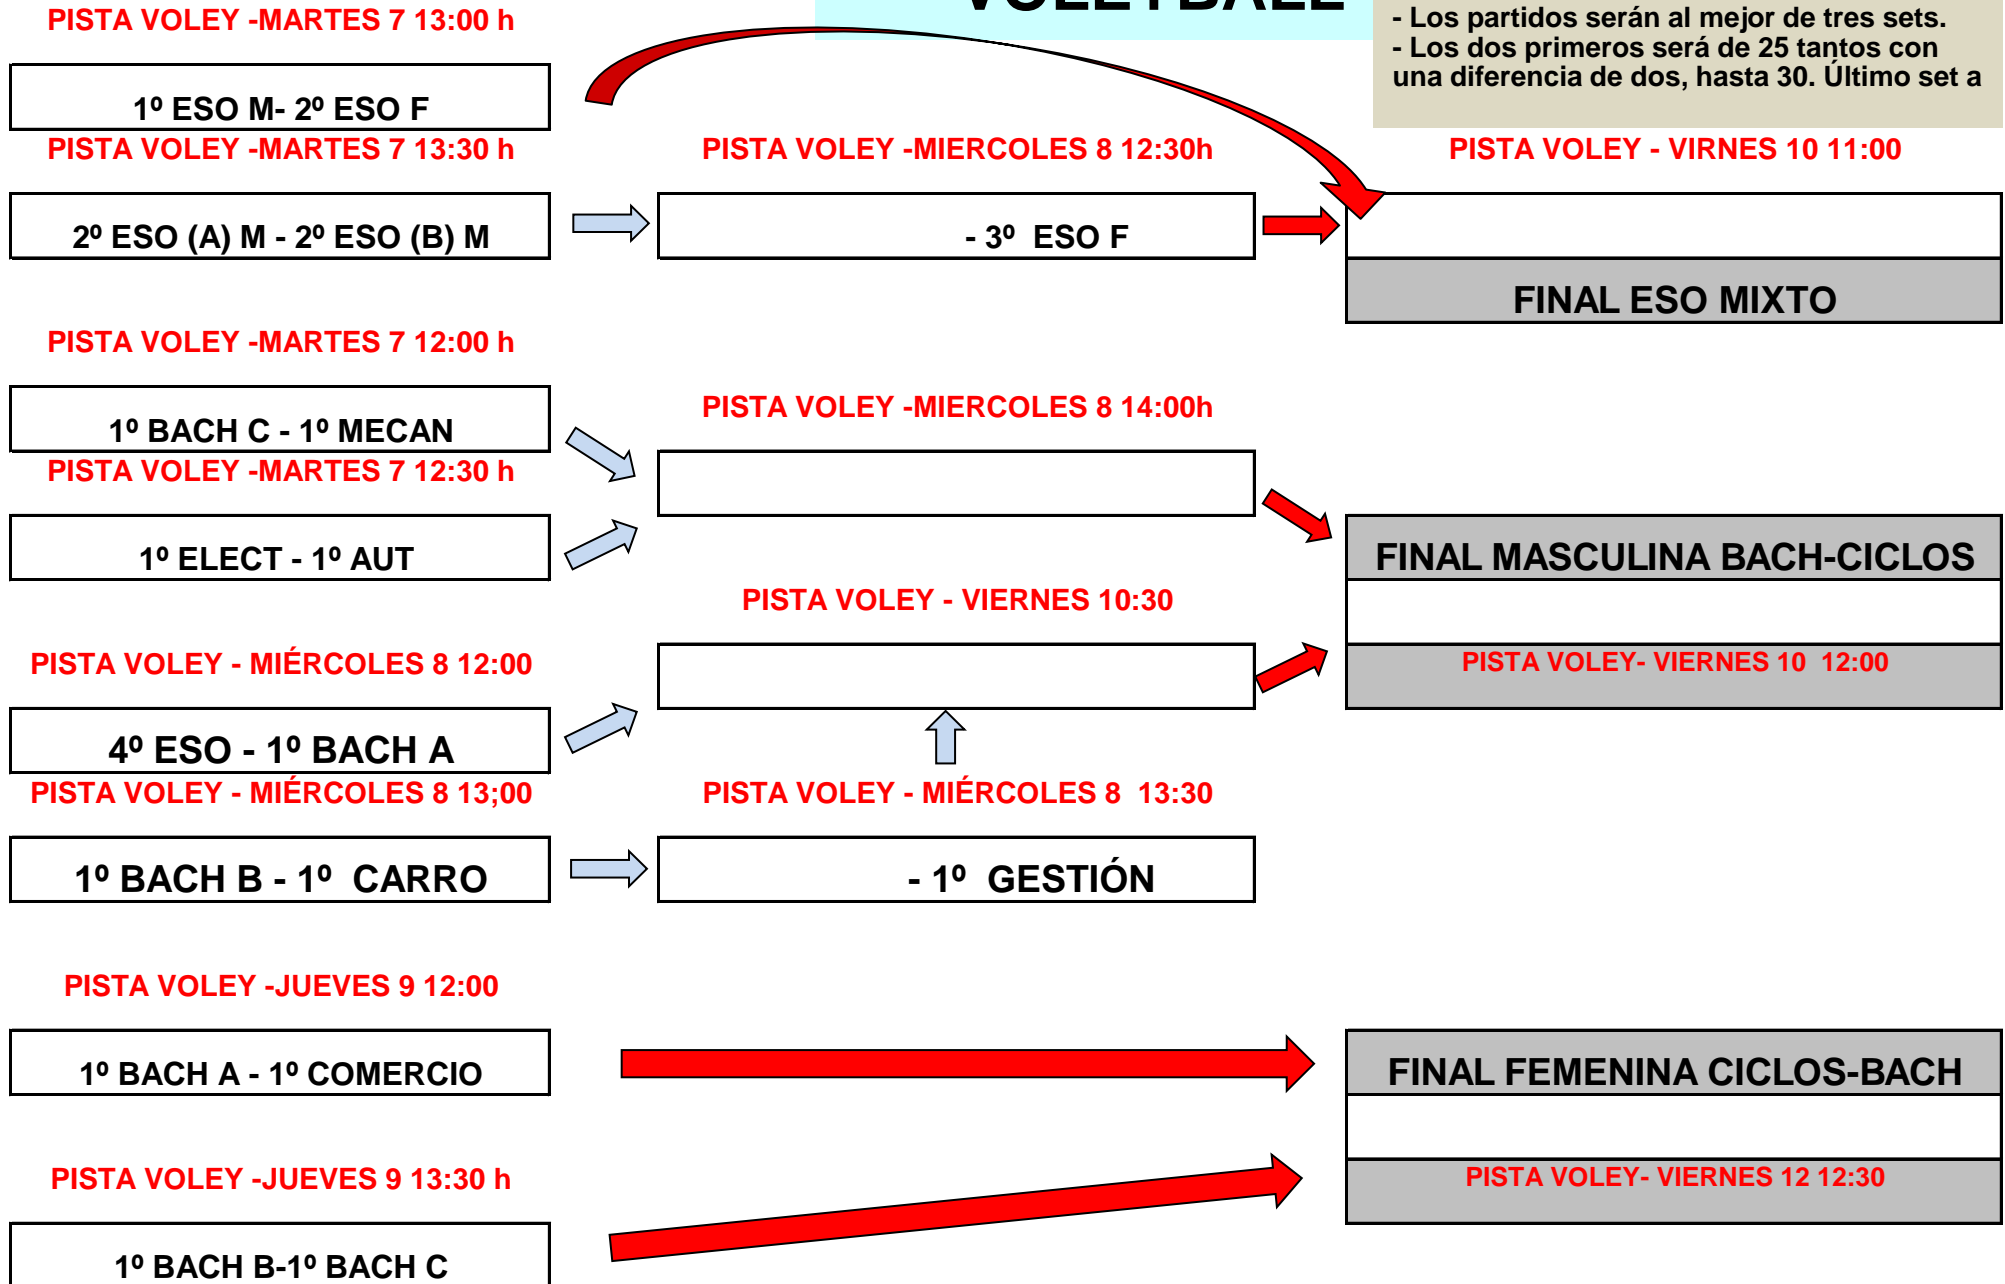 VOLEYBALL
- Los partidos serán al mejor de tres sets.
- Los dos primeros será de 25 tantos con
una diferencia de dos, hasta 30. Último set a
PISTA VOLEY -MARTES 7 13:00 h
1º ESO M- 2º ESO F
PISTA VOLEY -MARTES 7 13:30 h
PISTA VOLEY -MIERCOLES 8 12:30h
PISTA VOLEY - VIRNES 10 11:00
2º ESO (A) M - 2º ESO (B) M
- 3º  ESO F
FINAL ESO MIXTO
PISTA VOLEY -MARTES 7 12:00 h
1º BACH C - 1º MECAN
PISTA VOLEY -MIERCOLES 8 14:00h
PISTA VOLEY -MARTES 7 12:30 h
1º ELECT - 1º AUT
FINAL MASCULINA BACH-CICLOS
PISTA VOLEY - VIERNES 10:30
PISTA VOLEY - MIÉRCOLES 8 12:00
PISTA VOLEY- VIERNES 10  12:00
4º ESO - 1º BACH A
PISTA VOLEY - MIÉRCOLES 8 13;00
PISTA VOLEY - MIÉRCOLES 8  13:30
1º BACH B - 1º  CARRO
- 1º  GESTIÓN
PISTA VOLEY -JUEVES 9 12:00
1º BACH A - 1º COMERCIO
FINAL FEMENINA CICLOS-BACH
PISTA VOLEY -JUEVES 9 13:30 h
PISTA VOLEY- VIERNES 12 12:30
1º BACH B-1º BACH C